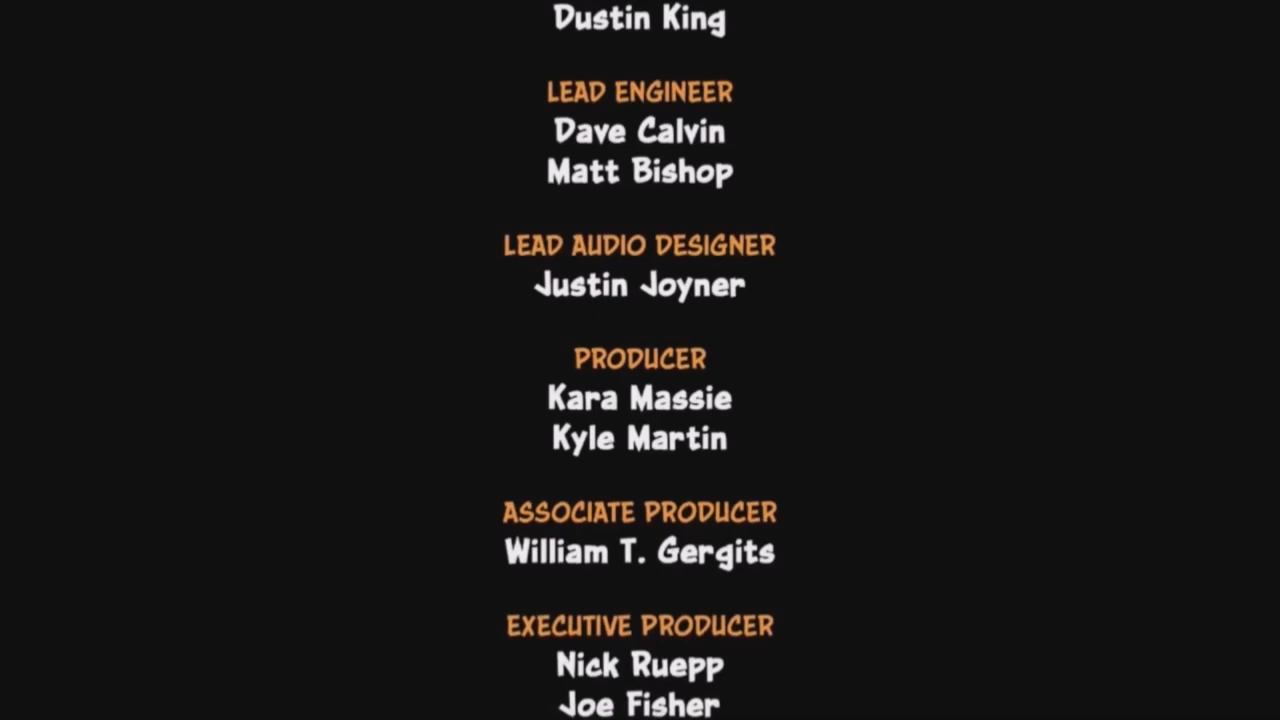 Dustin King
LEAD ENGINEER
Dave Calvin
Matt Bishop
LEAD AUDIO DESIGNER
Justin Joyner
PRODUCER
Kara Massie
Kyle Martin
ASSOCIATE PRODUCER
William T. Gergits
EXECUTIVE PRODUCER
Nick Ruepp
Joe Fisher